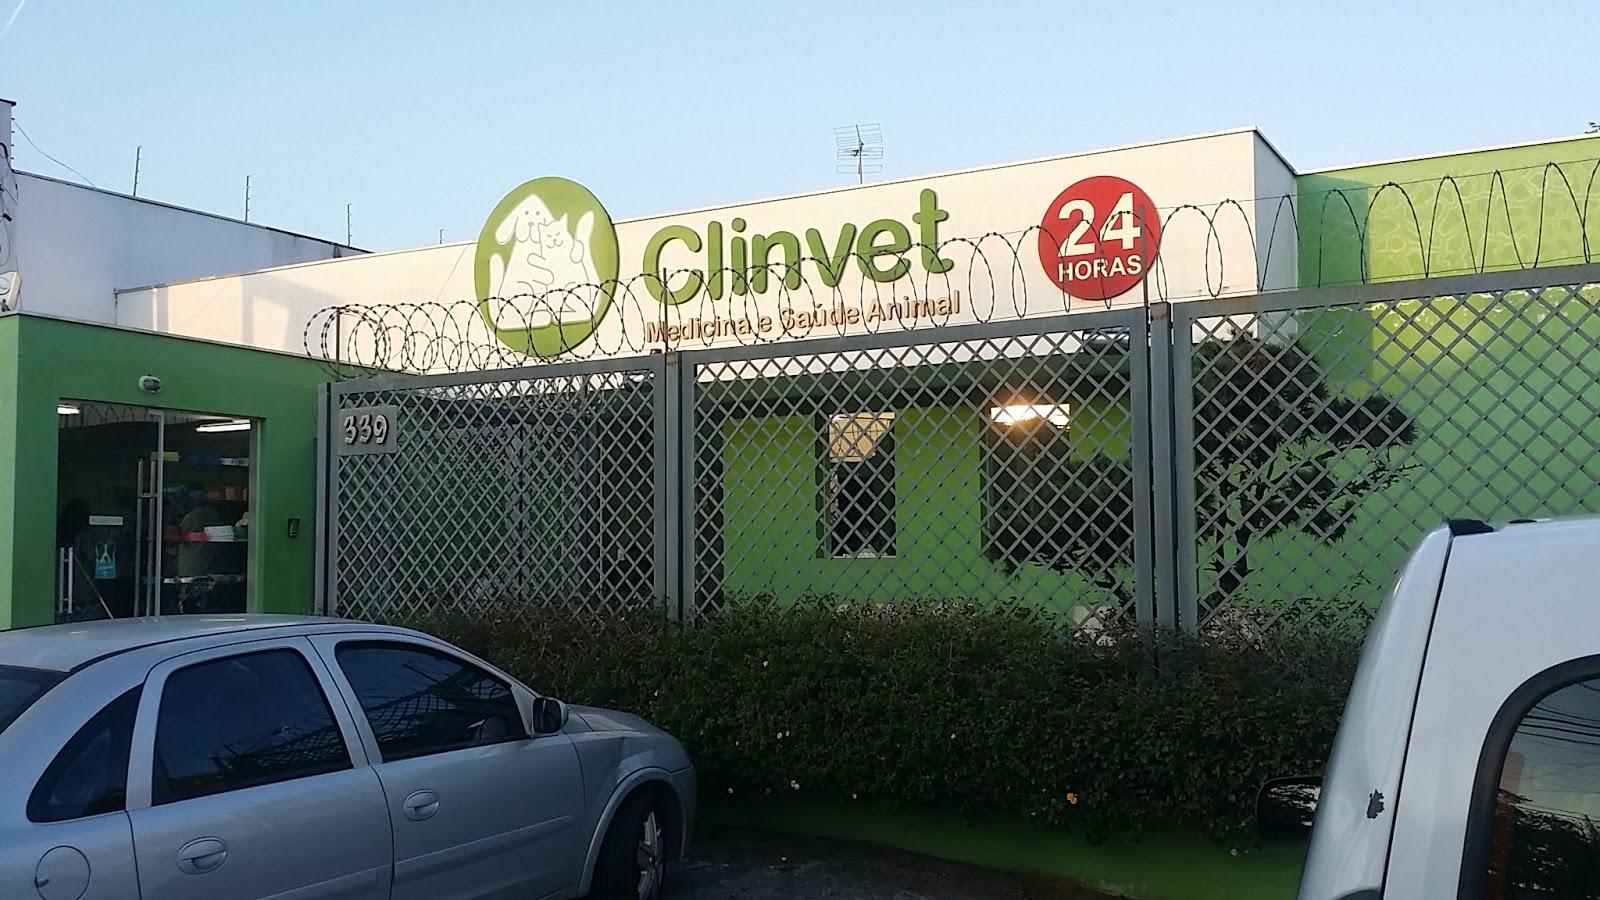 Clinvet
Medicina e Saúde Animal
24
HORAS
339